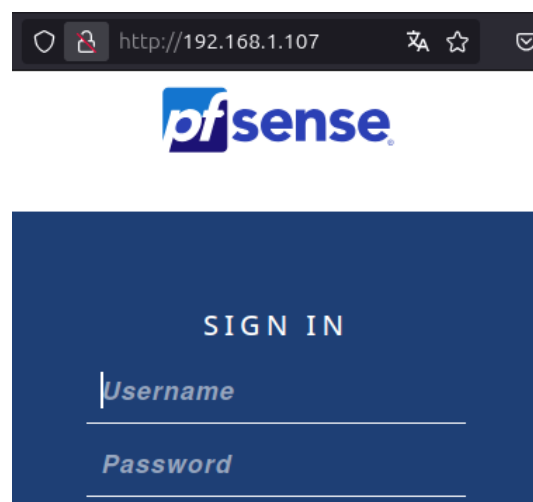 http://192.168.1.107
pfsense
SIGN IN
Username
Password